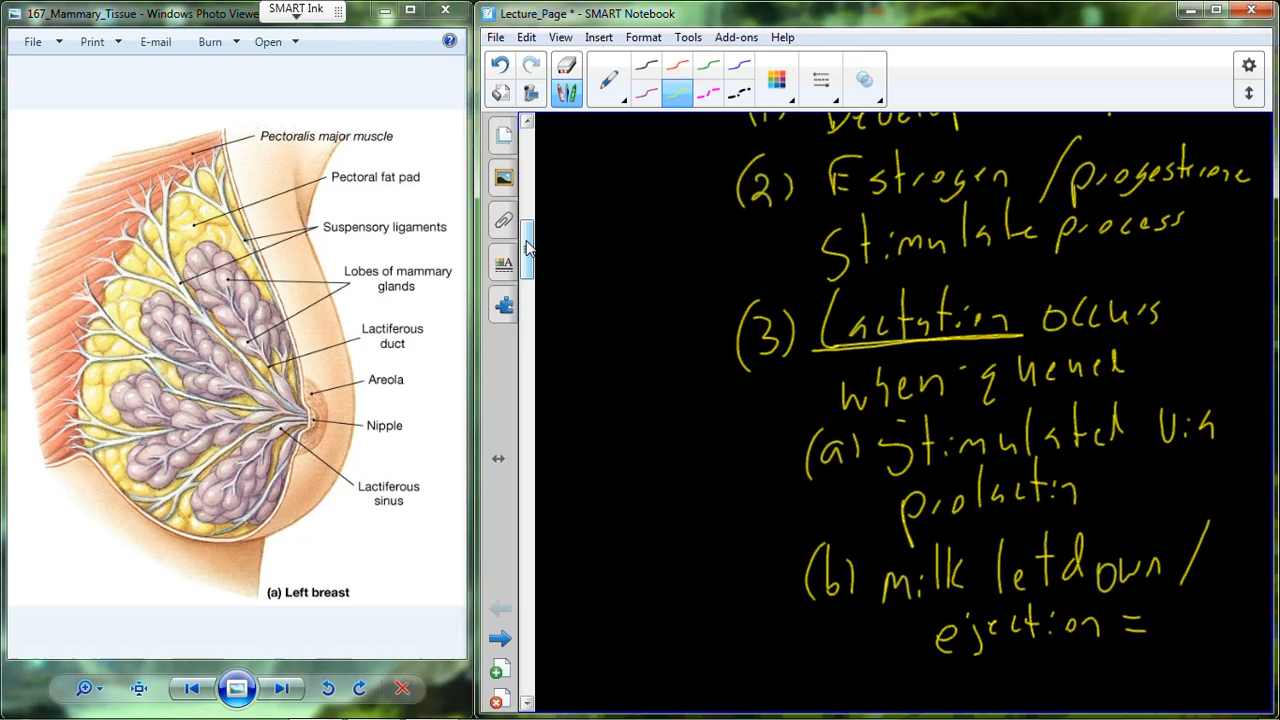 167_Mammary_Tissue - Windows Photo Viewe
SMART Ink
File Print E-mail Burn Open
Pectoralis major muscle
Pectoral fat pad
Suspensory ligaments
Lobes of mammary
glands
Lactiferous
duct
Areola
Nipple
Lactiferous
sinus
(a) Left breast
Lecture_Page * - SMART Notebook
File Edit View Insert Format Tools Add-ons Help
(1) Develop
(2) Estrogen / progesterone
Stimulate process
(3) Lactation occurs
when
(a) Stimulated via
prolactin
(b) milk letdown /
ejection =